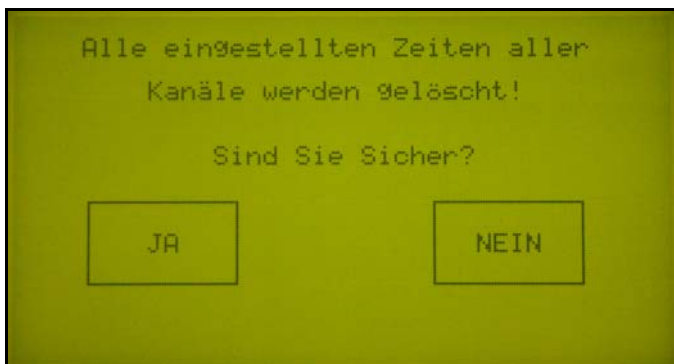 Alle eingestellten Zeiten aller
Kanäle werden gelöscht!
Sind Sie Sicher?
JA
NEIN